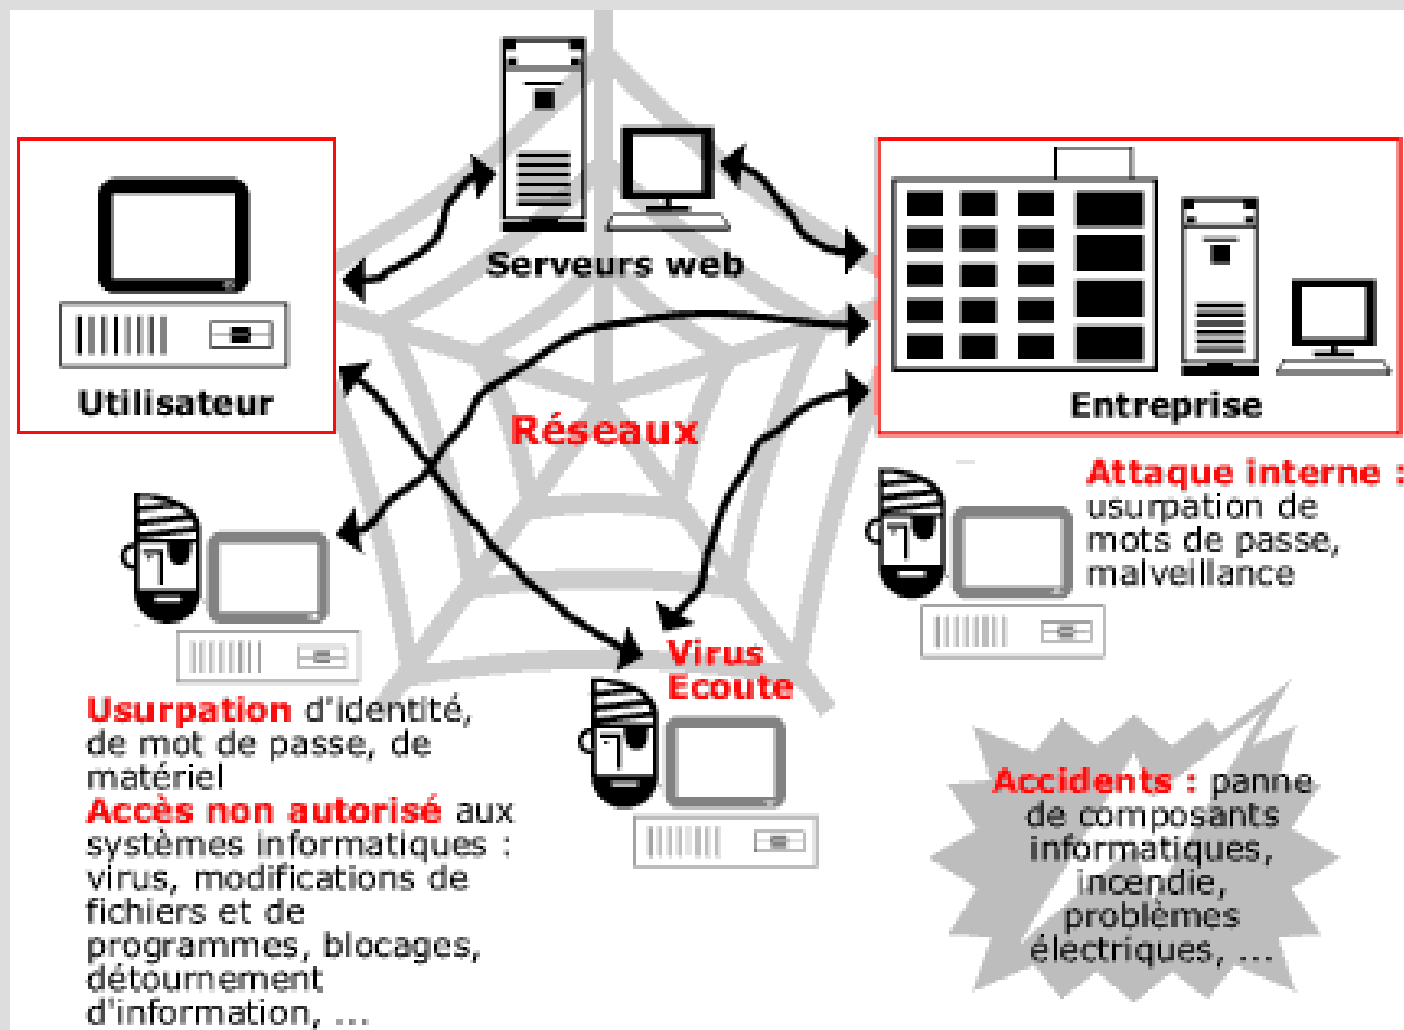 Serveurs web
Utilisateur
Entreprise
Réseaux
Attaque interne :
usurpation de
mots de passe,
malveillance
Virus
Ecoute
Usurpation d'identité,
de mot de passe, de
matériel
Accès non autorisé aux
systèmes informatiques :
virus, modifications de
fichiers et de
programmes, blocages,
détournement
d'information, ...
Accidents : panne
de composants
informatiques,
incendie,
problèmes
électriques, ...